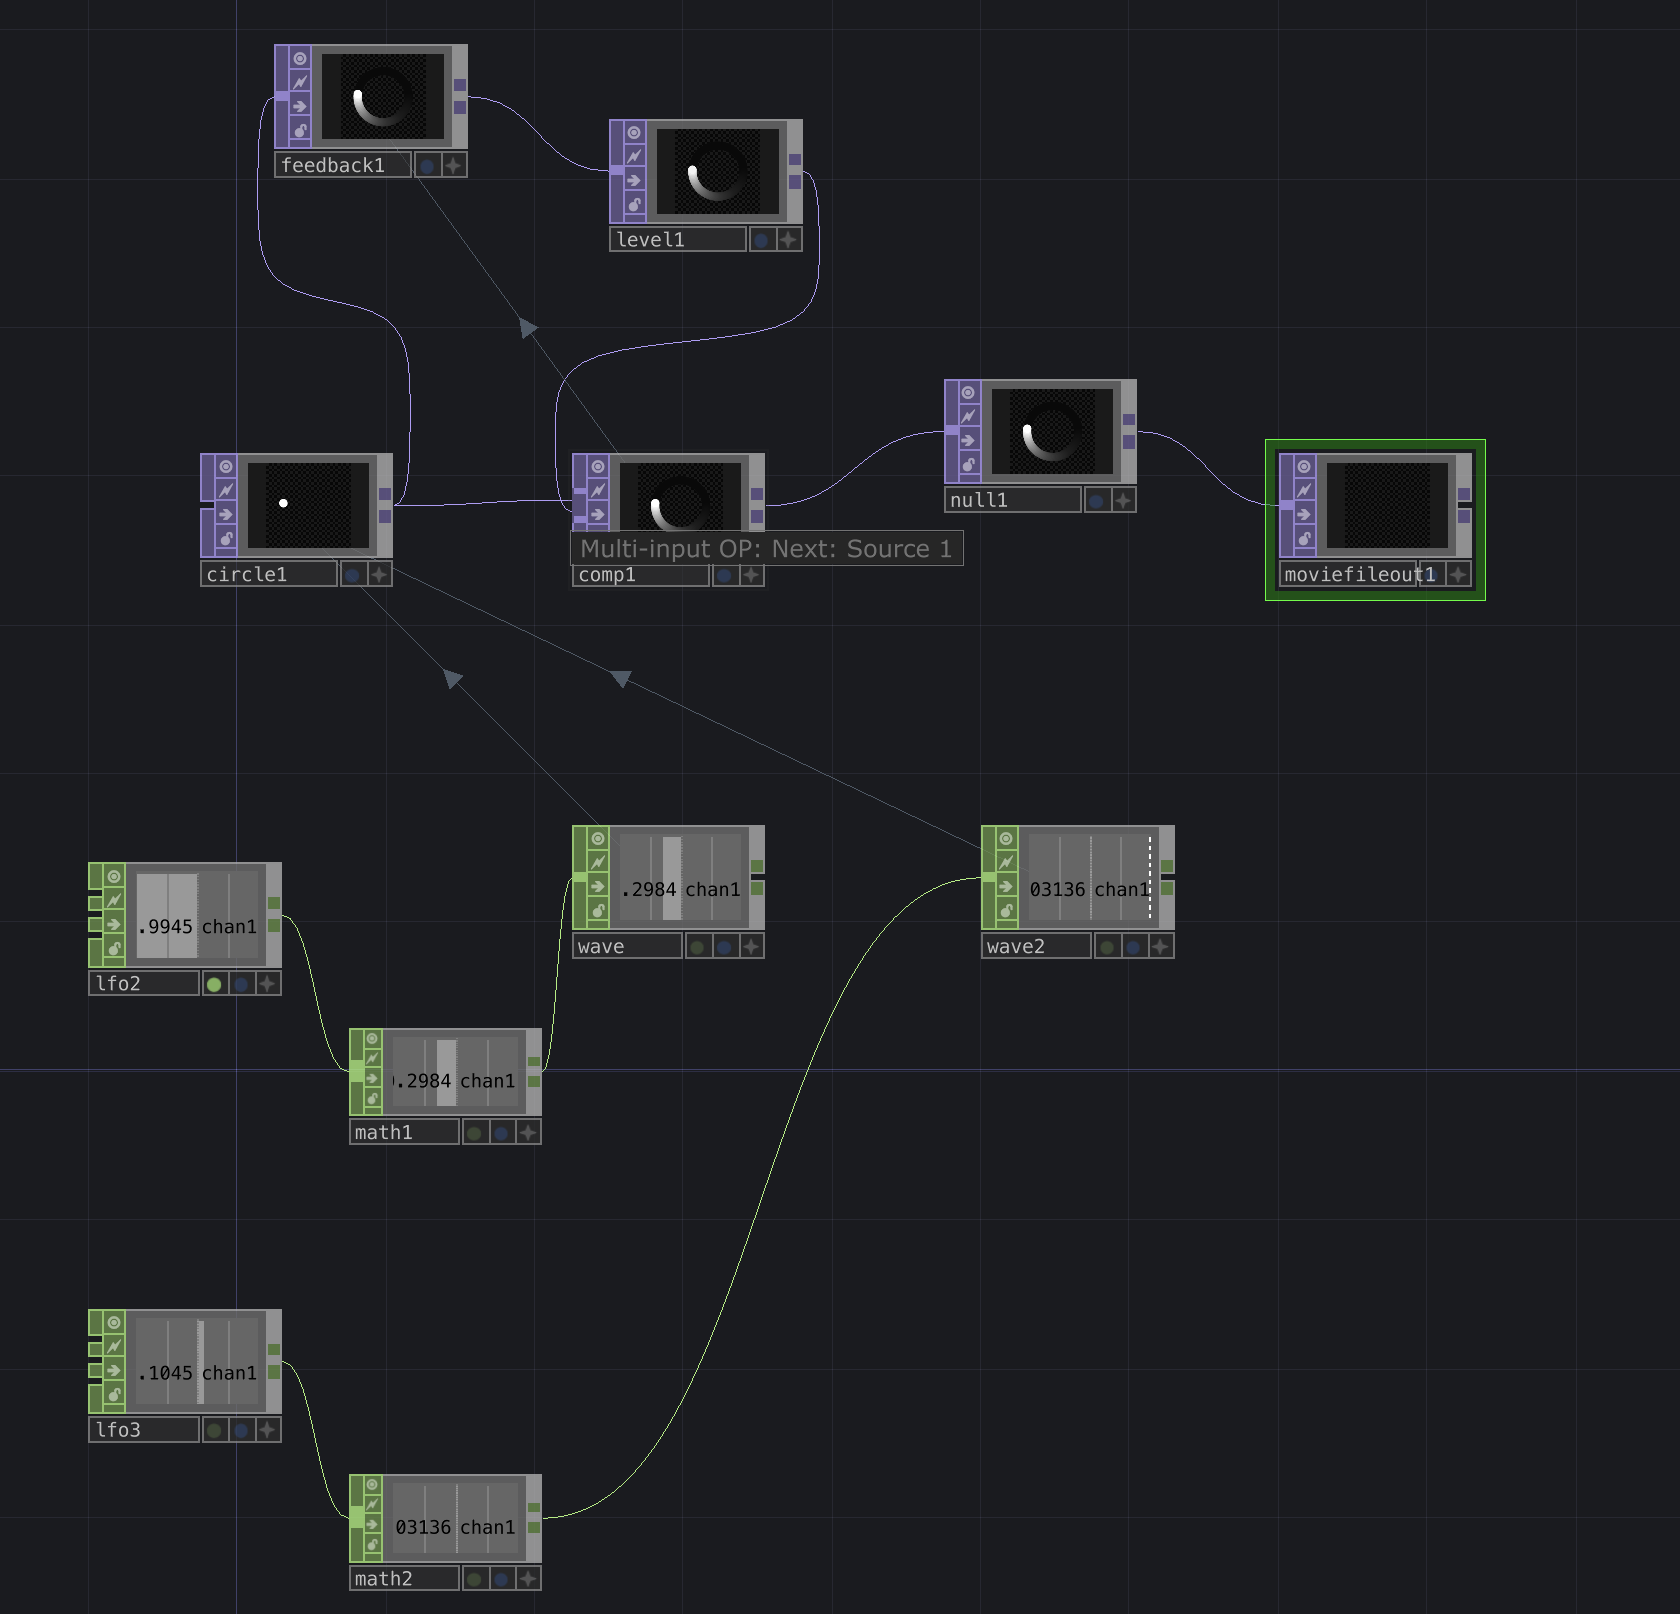 feedback1
level1
null1
circle1
Multi-input OP: Next: Source 1
comp1
moviefileout1
.2984 chan1
wave
03136 chan1
wave2
.9945 chan1
lfo2
.2984 chan1
math1
.1045 chan1
lfo3
03136 chan1
math2